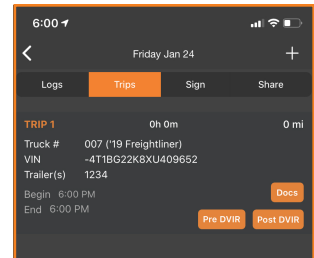 6:00
Friday Jan 24 +
Logs Trips Sign Share
TRIP 1 0h 0m 0 mi
Truck # 007 ('19 Freightliner)
VIN -4T1BG22K8XU409652
Trailer(s) 1234
Begin 6:00 PM Docs
End 6:00 PM
Pre DVIR Post DVIR